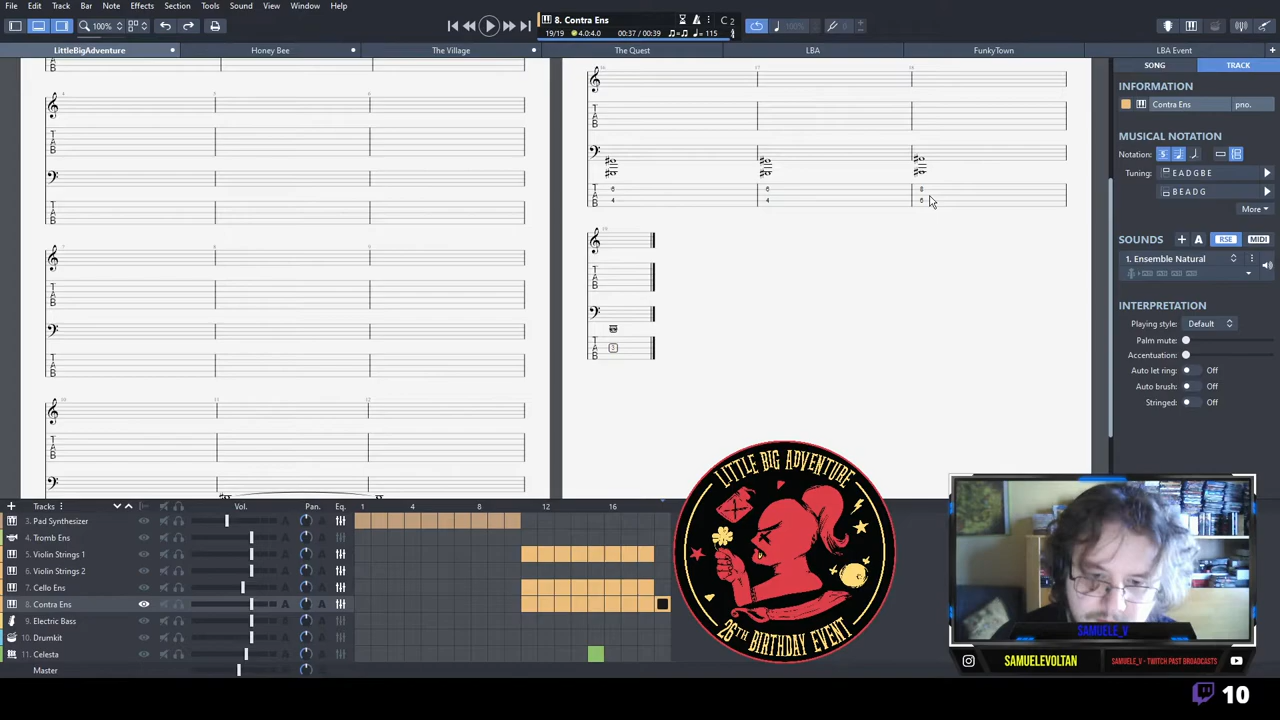 File Edit Track Bar Note Effects Section Tools Sound View Window Help
100%
8. Contra Ens
19/19 4.0:4.0 00:37 / 00:39 = 115
C 2
100%
0
LittleBigAdventure Honey Bee The Village The Quest LBA FunkyTown LBA Event
SONG TRACK
INFORMATION
Contra Ens pno.
MUSICAL NOTATION
Notation:
Tuning: E A D G B E
B E A D G
More
SOUNDS RSE MIDI
1. Ensemble Natural
INTERPRETATION
Playing style: Default
Palm mute:
Accentuation:
Auto let ring: Off
Auto brush: Off
Stringed: Off
Tracks Vol. Pan. Eq. 1 4 8 12 16
3. Pad Synthesizer
4. Tromb Ens
5. Violin Strings 1
6. Violin Strings 2
7. Cello Ens
8. Contra Ens
9. Electric Bass
10. Drumkit
11. Celesta
Master
LITTLE BIG ADVENTURE
26TH BIRTHDAY EVENT
SAMUELE_V
SAMUELEVOLTAN
SAMUELE_V - TWITCH PAST BROADCASTS
10